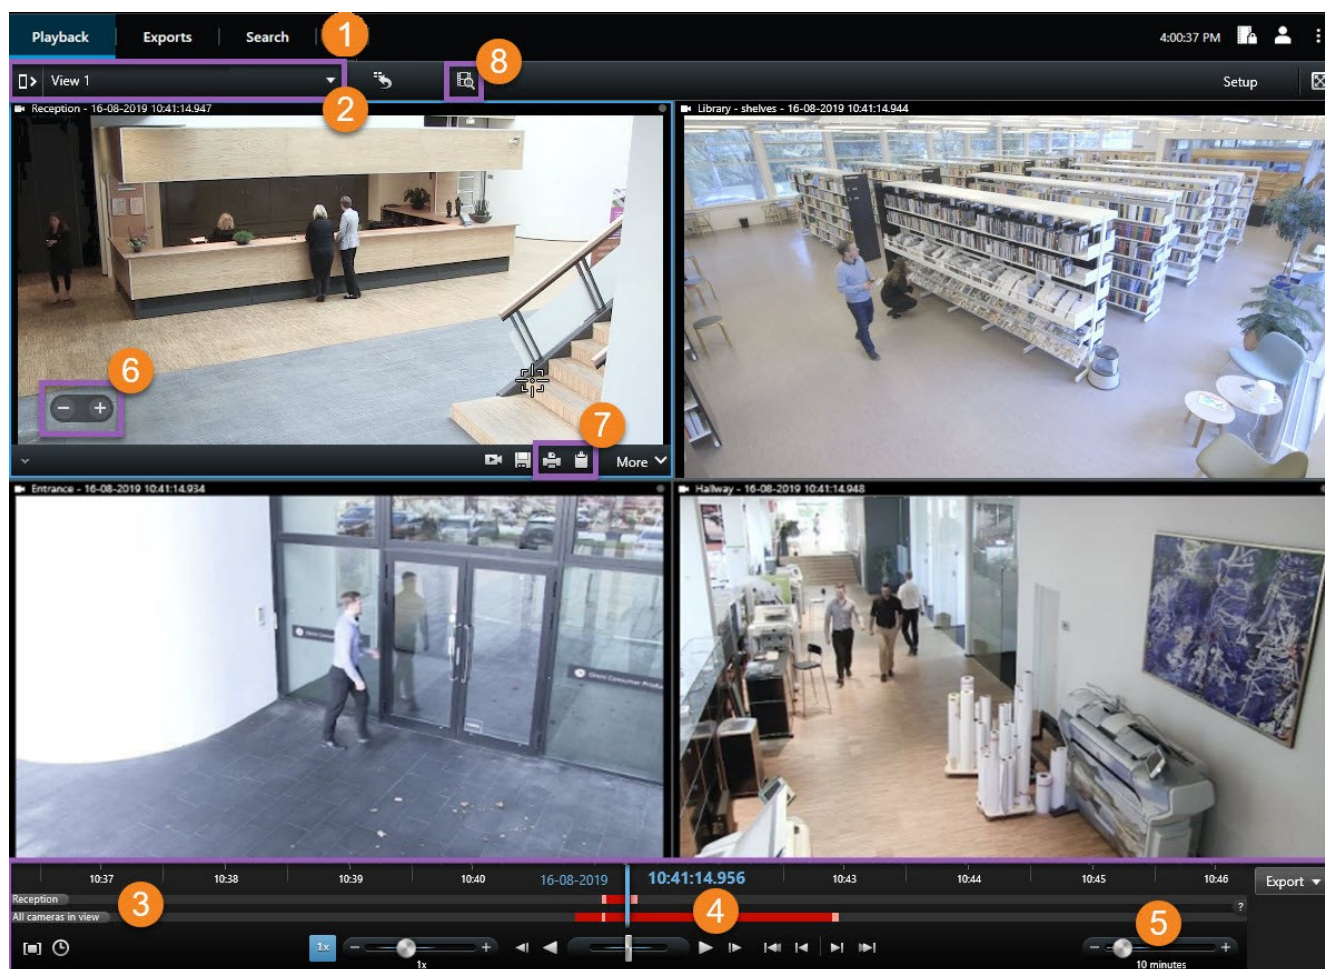 Playback Exports Search 1 4:00:37 PM
View 1 8 Setup
2
Reception - 16-08-2019 10:41:14.947
Library - shelves - 16-08-2019 10:41:14.944
6
7
More
Entrance - 16-08-2019 10:41:14.934
Hallway - 16-08-2019 10:41:14.948
10:37 10:38 10:39 10:40 16-08-2019 10:41:14.956 10:43 10:44 10:45 10:46 Export
Reception
3 4 5 ?
All cameras in view
1x
1x 10 minutes